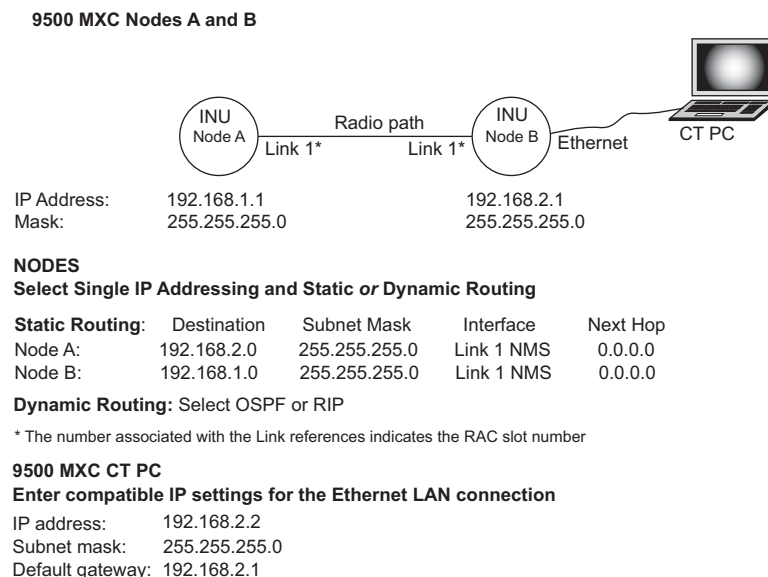 9500 MXC Nodes A and B
INU
Node A
Radio path
INU
Node B
Link 1*
Link 1*
Ethernet
CT PC
IP Address: 192.168.1.1 192.168.2.1
Mask: 255.255.255.0 255.255.255.0
NODES
Select Single IP Addressing and Static or Dynamic Routing
Static Routing: Destination Subnet Mask Interface Next Hop
Node A: 192.168.2.0 255.255.255.0 Link 1 NMS 0.0.0.0
Node B: 192.168.1.0 255.255.255.0 Link 1 NMS 0.0.0.0
Dynamic Routing: Select OSPF or RIP
* The number associated with the Link references indicates the RAC slot number
9500 MXC CT PC
Enter compatible IP settings for the Ethernet LAN connection
IP address: 192.168.2.2
Subnet mask: 255.255.255.0
Default gateway: 192.168.2.1